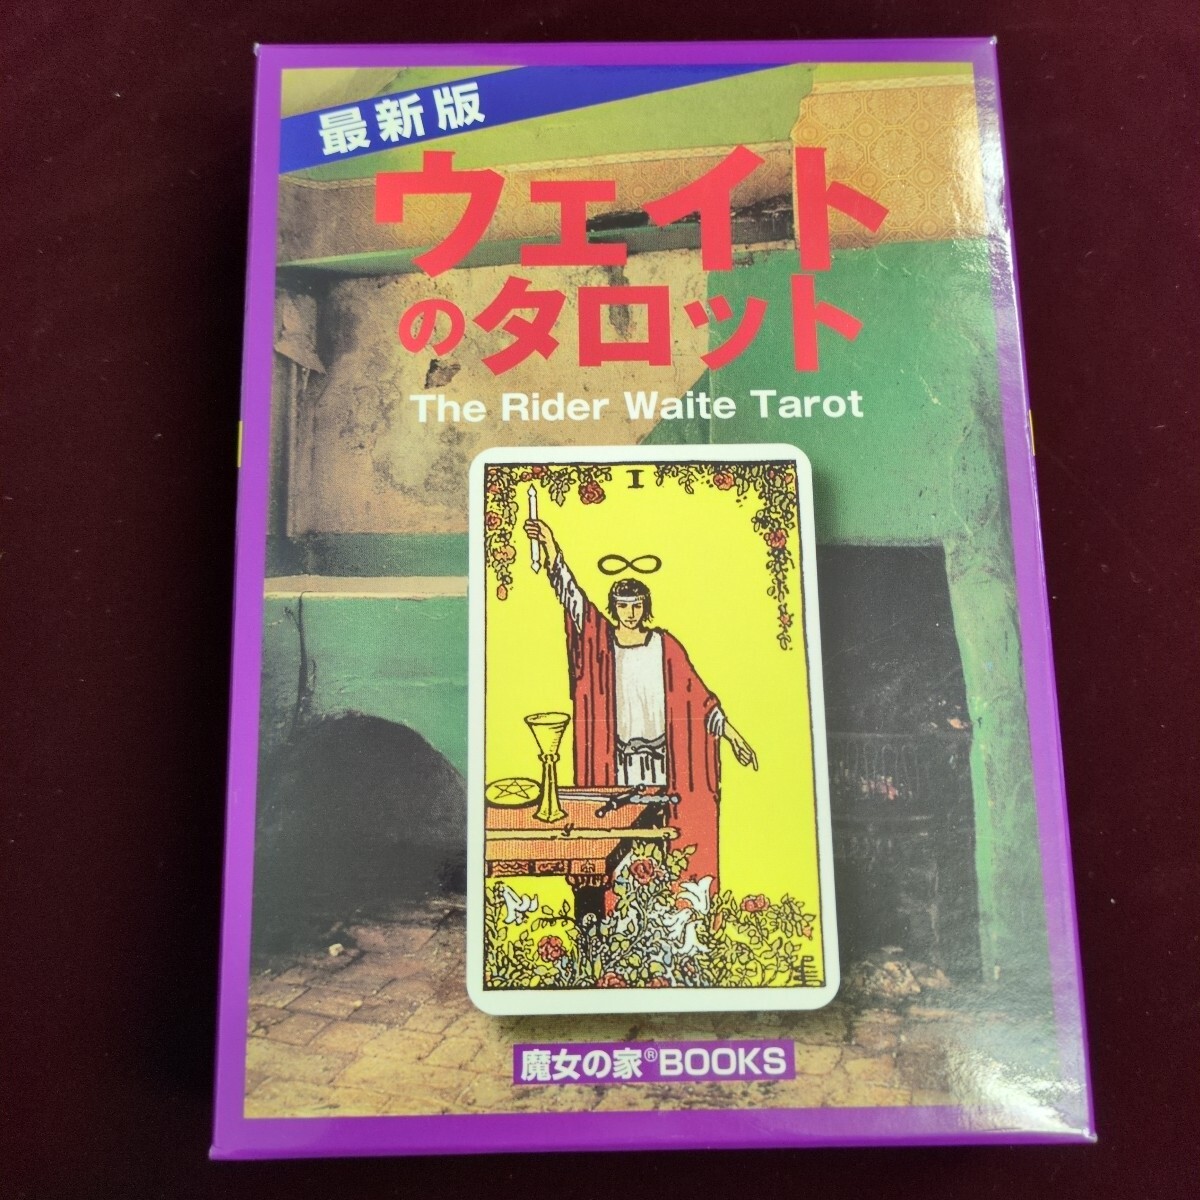 最新版
ウェイト
のタロット
The Rider Waite Tarot
I
魔女の家®BOOKS